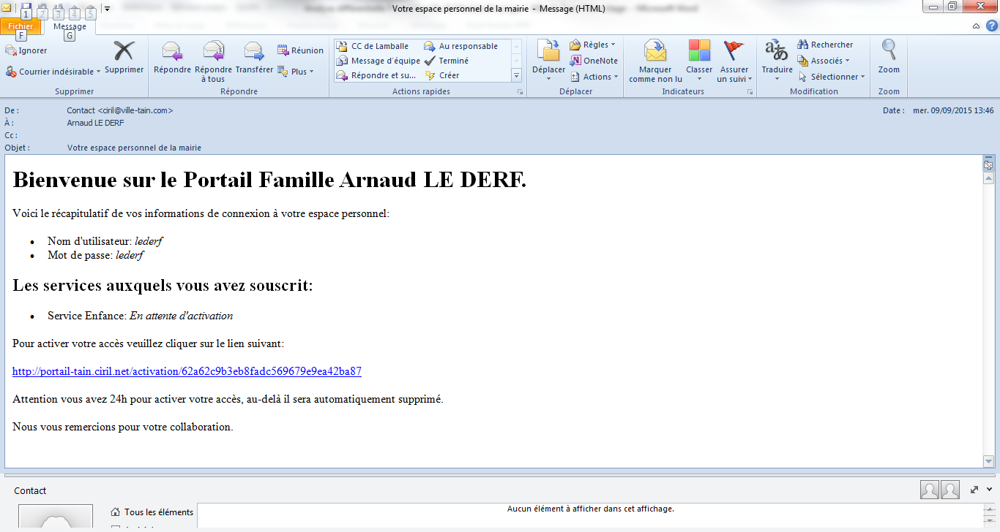 1 2 3 4 5
Votre espace personnel de la mairie - Message (HTML)
Fichier Message
F G
Ignorer
Courrier indésirable
Supprimer
Supprimer
Répondre
Répondre à tous
Transférer
Réunion
Plus
Répondre
CC de Lamballe
Message d'équipe
Répondre et su...
Au responsable
Terminé
Créer
Actions rapides
Déplacer
Règles
OneNote
Actions
Déplacer
Marquer comme non lu
Classer
Assurer un suivi
Indicateurs
Traduire
Rechercher
Associés
Sélectionner
Modification
Zoom
Zoom
De : Contact <ciril@ville-tain.com>
Date : mer. 09/09/2015 13:46
À : Arnaud LE DERF
Cc :
Objet : Votre espace personnel de la mairie
Bienvenue sur le Portail Famille Arnaud LE DERF.
Voici le récapitulatif de vos informations de connexion à votre espace personnel:
• Nom d'utilisateur: lederf
• Mot de passe: lederf
Les services auxquels vous avez souscrit:
• Service Enfance: En attente d'activation
Pour activer votre accès veuillez cliquer sur le lien suivant:
http://portail-tain.ciril.net/activation/62a62c9b3eb8fadc569679e9ea42ba87
Attention vous avez 24h pour activer votre accès, au-delà il sera automatiquement supprimé.
Nous vous remercions pour votre collaboration.
Contact
Tous les éléments
Aucun élément à afficher dans cet affichage.